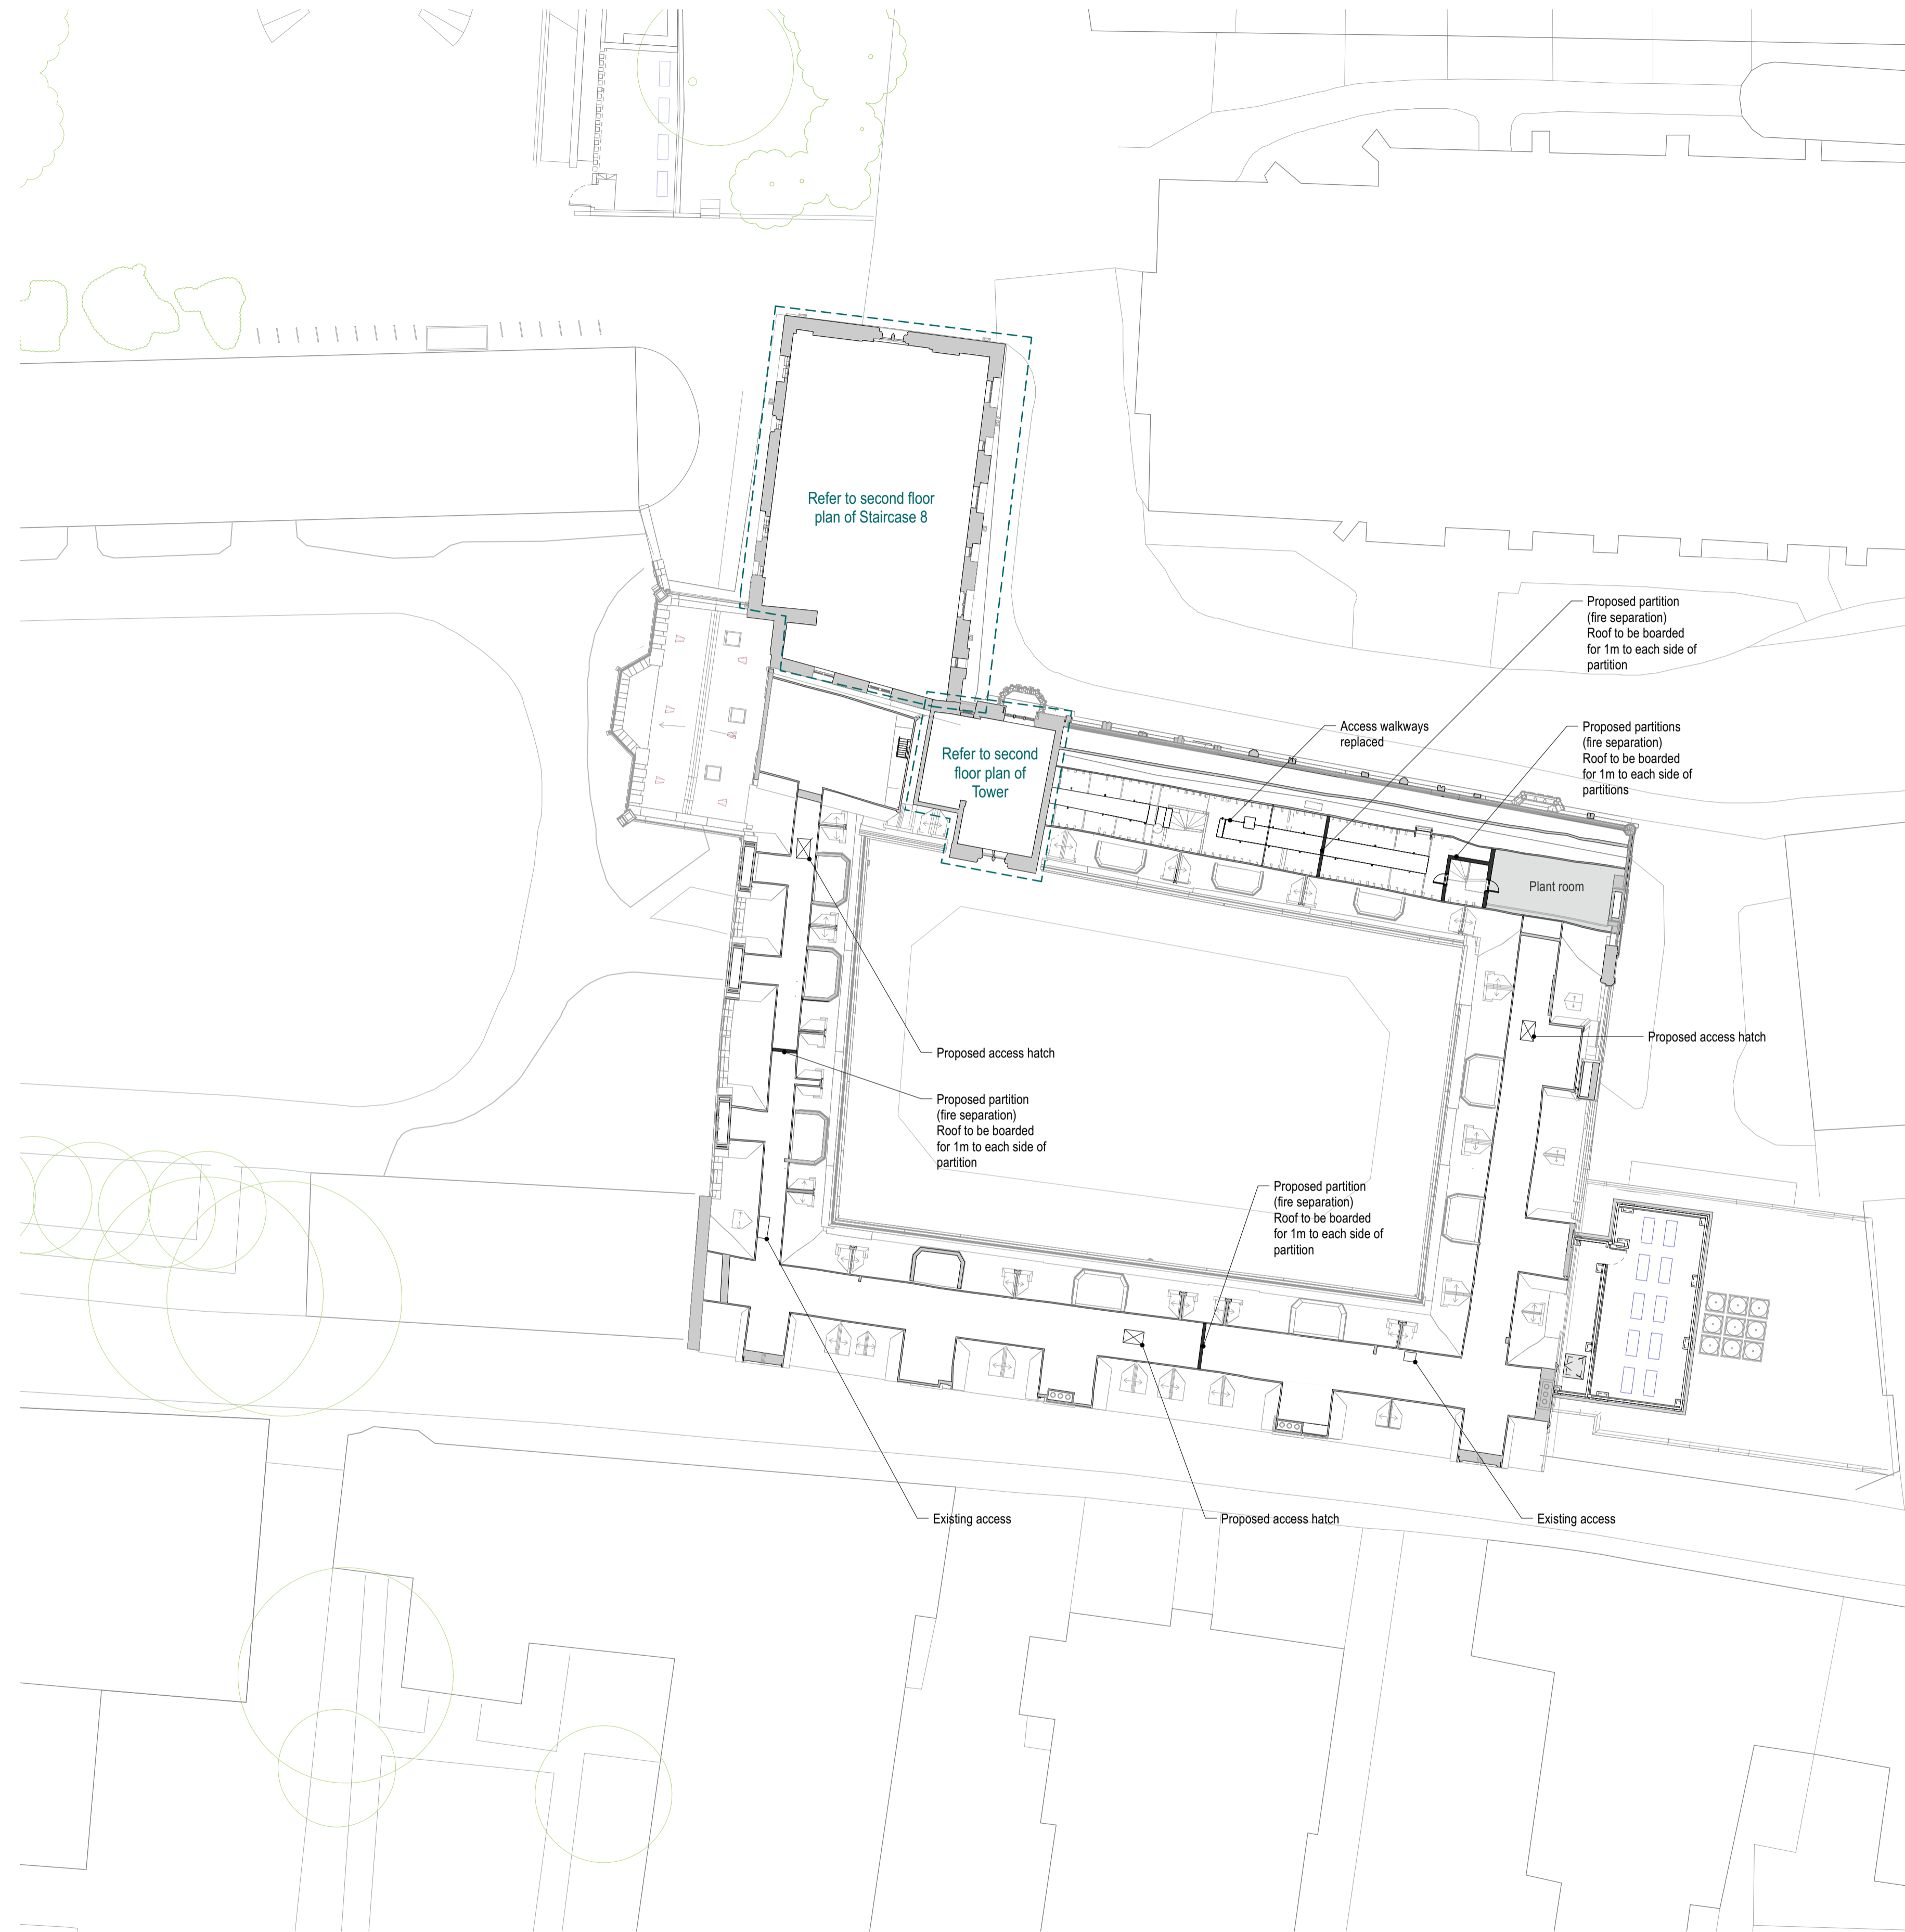 Refer to second floor
plan of Staircase 8
Proposed partition
(fire separation)
Roof to be boarded
for 1m to each side of
partition
Access walkways
replaced
Proposed partitions
(fire separation)
Roof to be boarded
for 1m to each side of
partitions
Refer to second
floor plan of
Tower
Plant room
Proposed access hatch
Proposed access hatch
Proposed partition
(fire separation)
Roof to be boarded
for 1m to each side of
partition
Proposed partition
(fire separation)
Roof to be boarded
for 1m to each side of
partition
Existing access
Proposed access hatch
Existing access